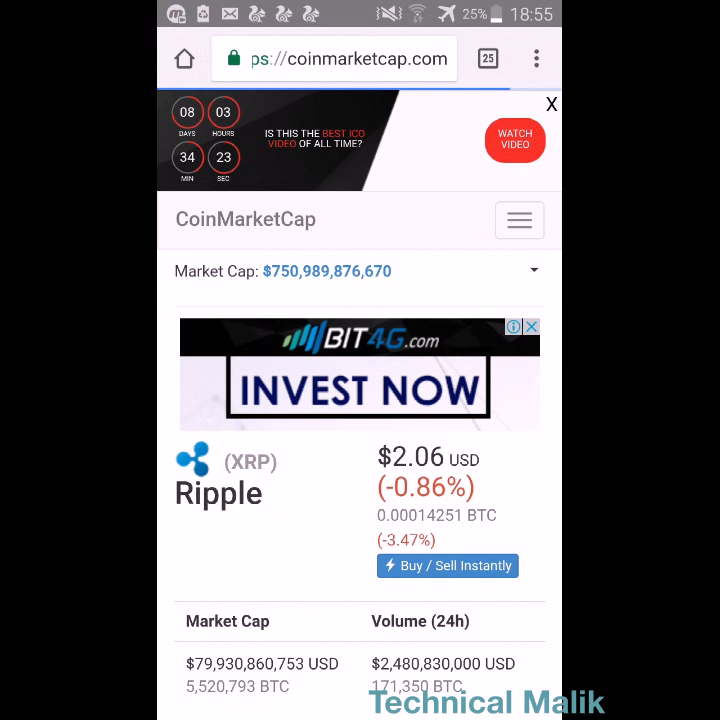 25% 18:55
ps://coinmarketcap.com
25
X
08 03
DAYS HOURS
34 23
MIN SEC
IS THIS THE BEST ICO
VIDEO OF ALL TIME?
WATCH
VIDEO
CoinMarketCap
Market Cap: $750,989,876,670
BIT4G.com
INVEST NOW
(XRP)
Ripple
$2.06 USD
(-0.86%)
0.00014251 BTC
(-3.47%)
Buy / Sell Instantly
Market Cap Volume (24h)
$79,930,860,753 USD $2,480,830,000 USD
5,520,793 BTC 171,350 BTC
Technical Malik